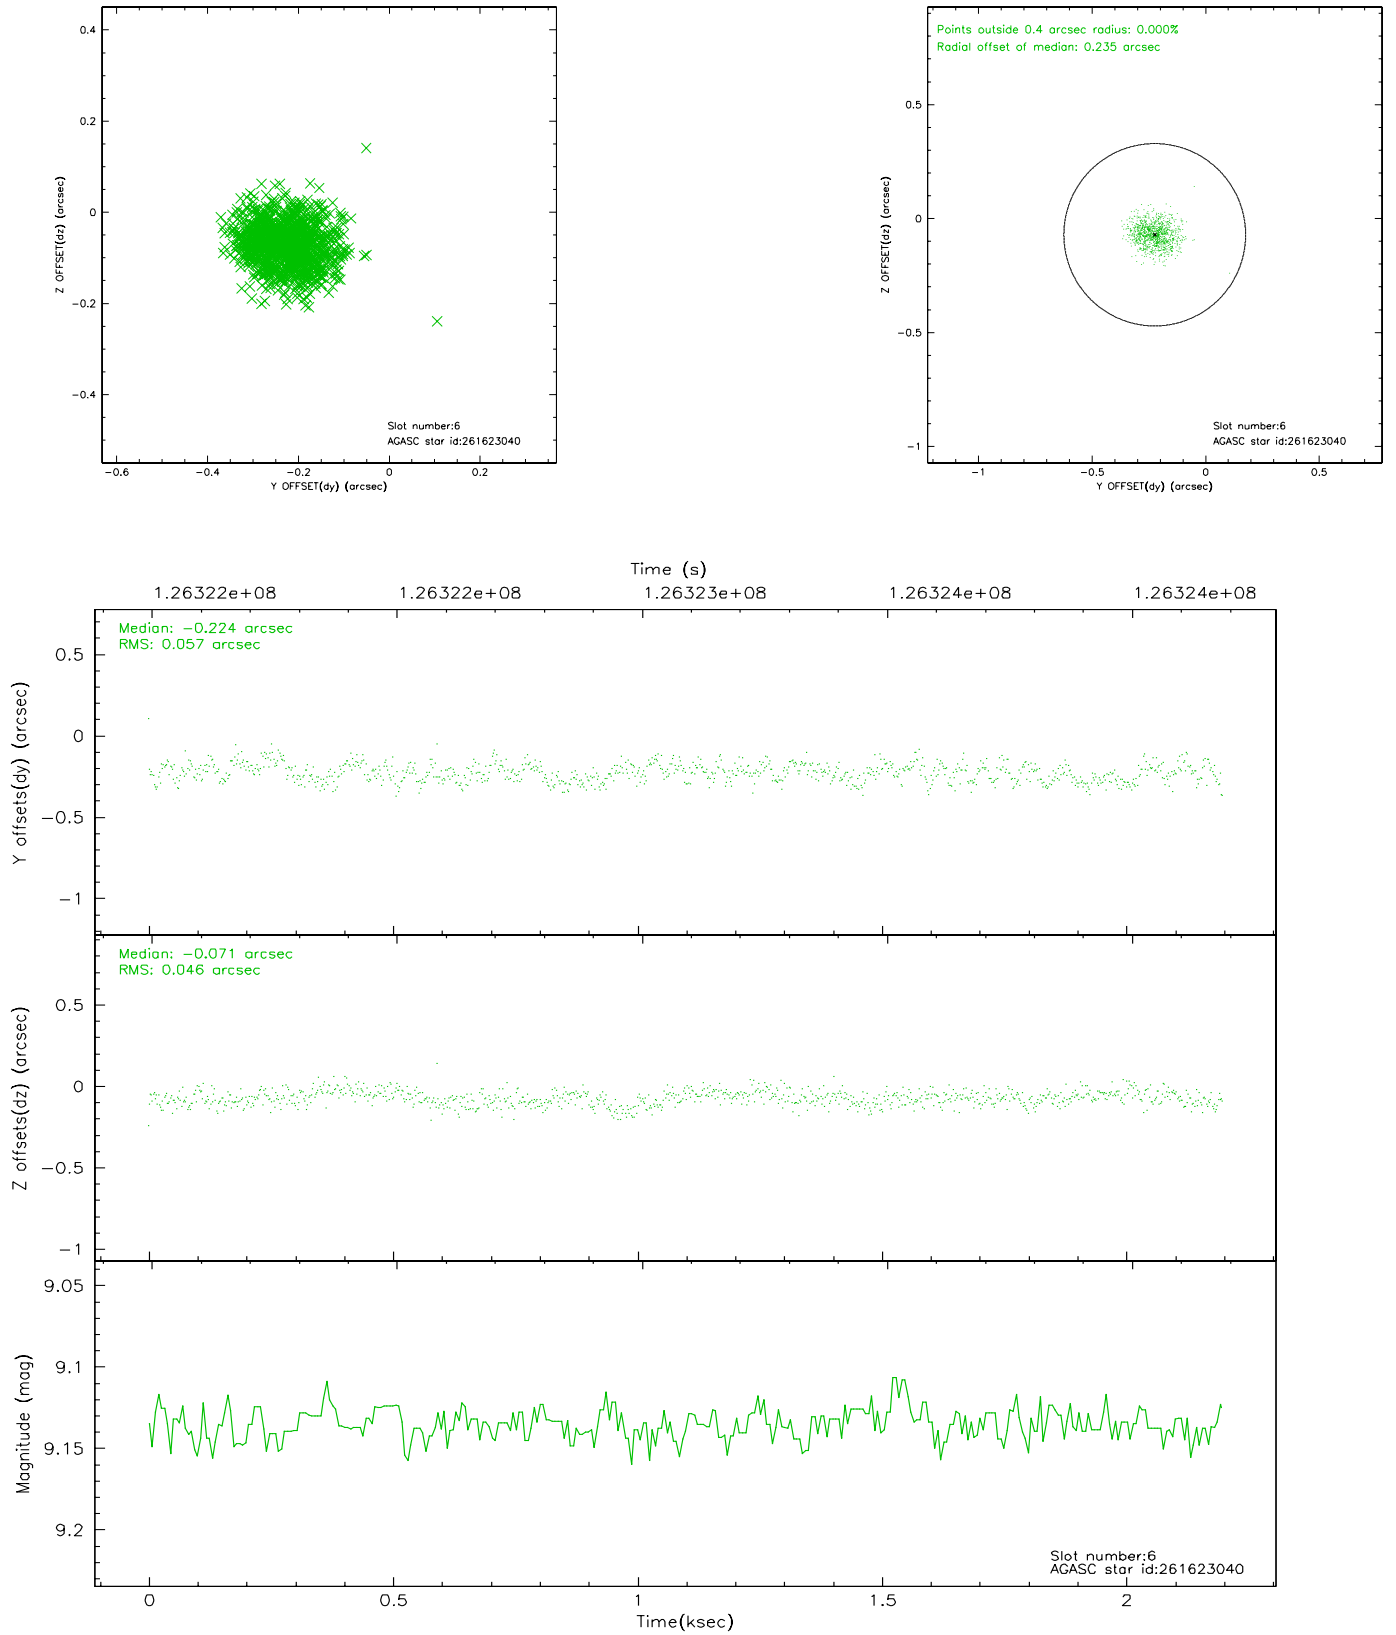 0.4
0.2
0
−0.2
−0.4
Z OFFSET(dz) (arcsec)
Slot number:6
AGASC star id:261623040
−0.6
−0.4
−0.2
0
0.2
Y OFFSET(dy) (arcsec)
Points outside 0.4 arcsec radius: 0.000%
Radial offset of median: 0.235 arcsec
0.5
0
−0.5
−1
Z OFFSET(dz) (arcsec)
Slot number:6
AGASC star id:261623040
−1
−0.5
0
0.5
Y OFFSET(dy) (arcsec)
Time (s)
1.26322e+08
1.26322e+08
1.26323e+08
1.26324e+08
1.26324e+08
Median: −0.224 arcsec
RMS: 0.057 arcsec
0.5
0
−0.5
−1
Y offsets(dy) (arcsec)
Median: −0.071 arcsec
RMS: 0.046 arcsec
0.5
0
−0.5
−1
Z offsets(dz) (arcsec)
9.05
9.1
9.15
9.2
Magnitude (mag)
Slot number:6
AGASC star id:261623040
0
0.5
1
1.5
2
Time(ksec)